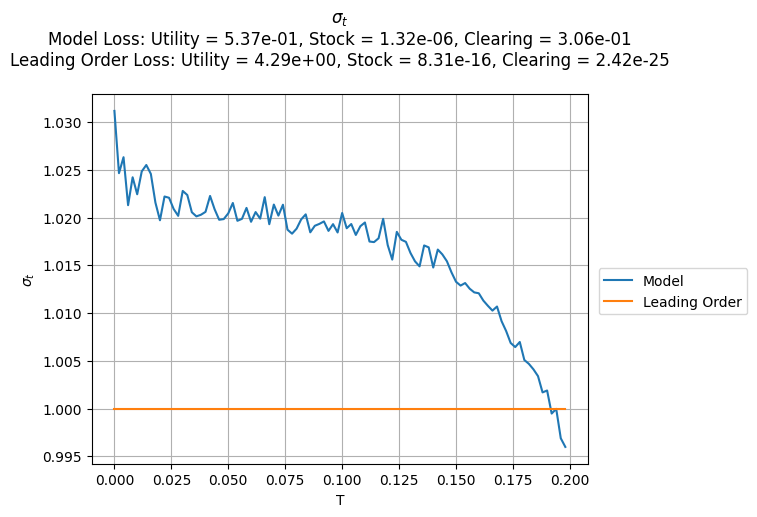 σ_t
Model Loss: Utility = 5.37e-01, Stock = 1.32e-06, Clearing = 3.06e-01
Leading Order Loss: Utility = 4.29e+00, Stock = 8.31e-16, Clearing = 2.42e-25
1.030
1.025
1.020
1.015
1.010
1.005
1.000
0.995
σ_t
0.000 0.025 0.050 0.075 0.100 0.125 0.150 0.175 0.200
T
Model
Leading Order